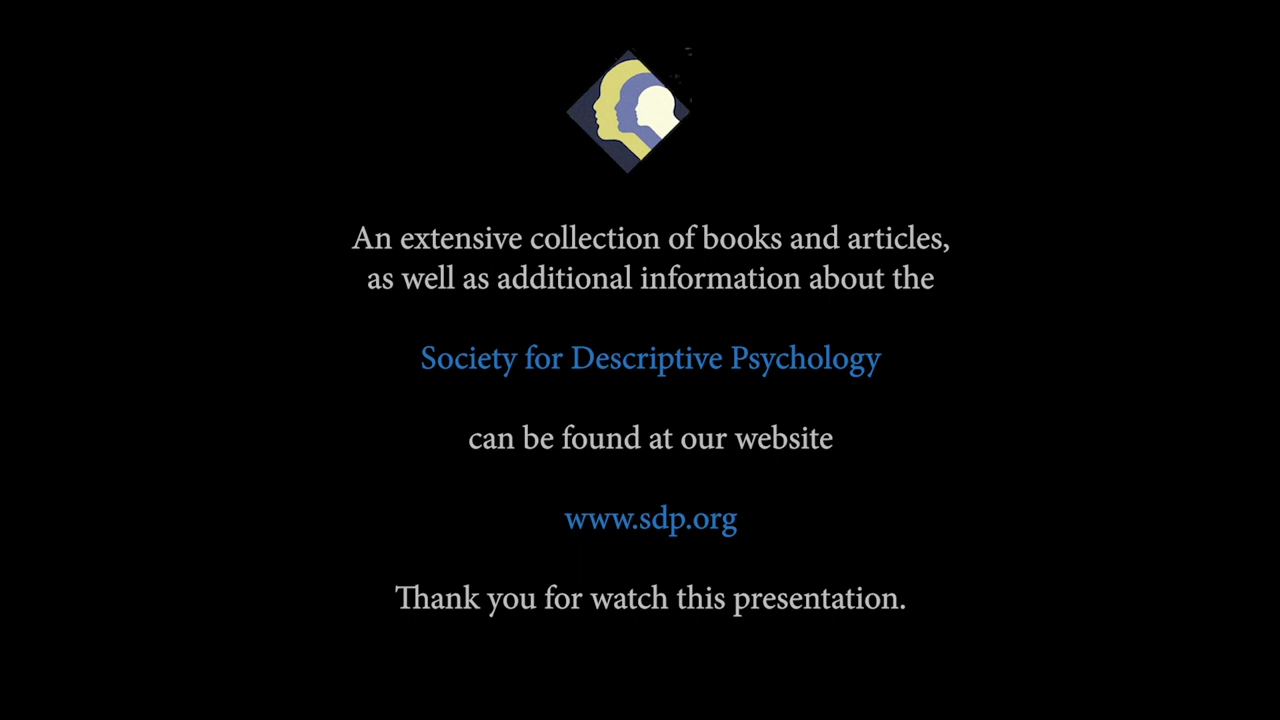 An extensive collection of books and articles,
as well as additional information about the
Society for Descriptive Psychology
can be found at our website
www.sdp.org
Thank you for watch this presentation.